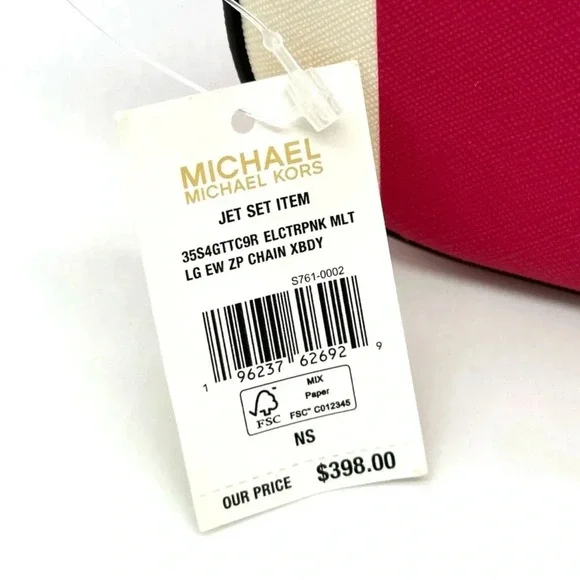 MICHAEL
MICHAEL KORS
JET SET ITEM
35S4GTTC9R ELCTRPNK MLT
LG EW ZP CHAIN XBDY
S761-0002
1 96237 62692 9
MIX
Paper
FSC FSC® C012345
NS
OUR PRICE $398.00